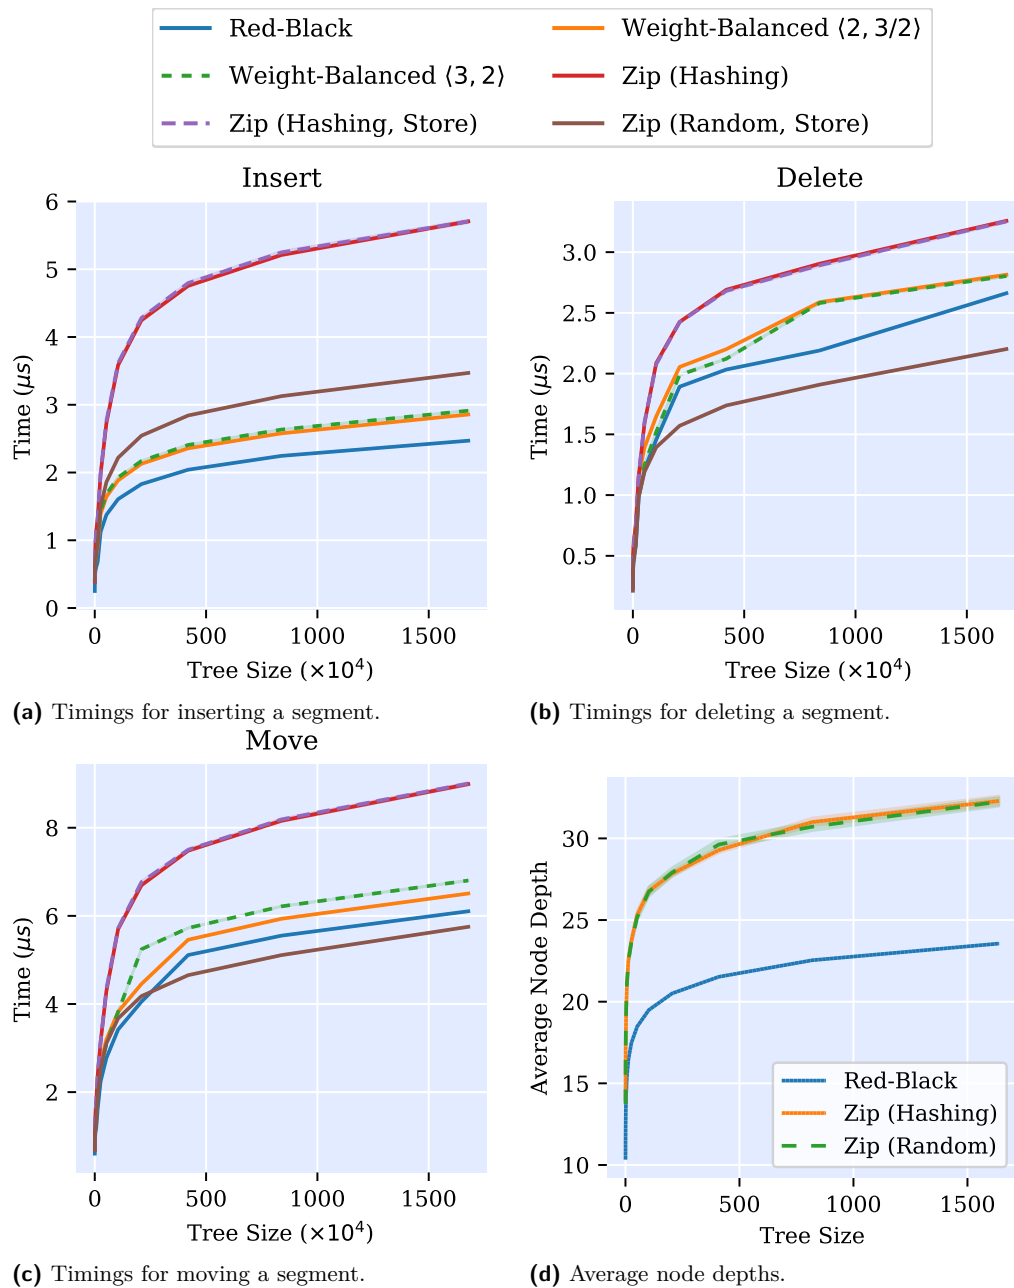 Red-Black
Weight-Balanced ⟨2, 3/2⟩
Weight-Balanced ⟨3, 2⟩
Zip (Hashing)
Zip (Hashing, Store)
Zip (Random, Store)
Insert
6
5
4
3
2
1
0
Time (μs)
0 500 1000 1500
Tree Size (×10⁴)
(a) Timings for inserting a segment.
Delete
3.0
2.5
2.0
1.5
1.0
0.5
Time (μs)
0 500 1000 1500
Tree Size (×10⁴)
(b) Timings for deleting a segment.
Move
8
6
4
2
Time (μs)
0 500 1000 1500
Tree Size (×10⁴)
(c) Timings for moving a segment.
30
25
20
15
10
Average Node Depth
Red-Black
Zip (Hashing)
Zip (Random)
0 500 1000 1500
Tree Size
(d) Average node depths.